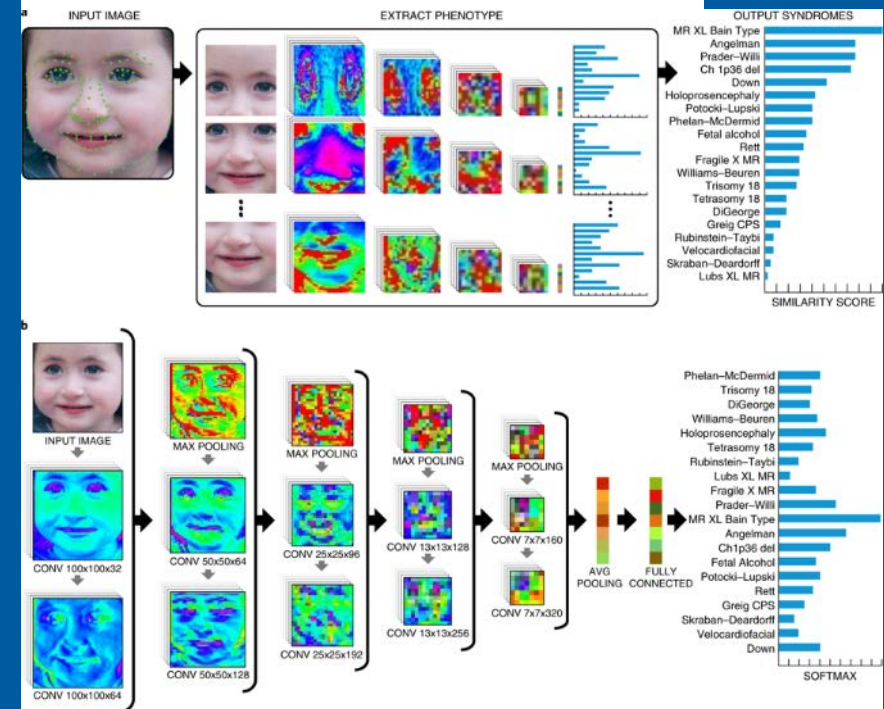 a
INPUT IMAGE
EXTRACT PHENOTYPE
OUTPUT SYNDROMES
MR XL Bain Type
Angelman
Prader–Willi
Ch 1p36 del
Down
Holoprosencephaly
Potocki–Lupski
Phelan–McDermid
Fetal alcohol
Rett
Fragile X MR
Williams–Beuren
Trisomy 18
Tetrasomy 18
DiGeorge
Greig CPS
Rubinstein–Taybi
Velocardiofacial
Skraban–Deardorff
Lubs XL MR
SIMILARITY SCORE
b
INPUT IMAGE
CONV 100x100x32
CONV 100x100x64
MAX POOLING
CONV 50x50x64
CONV 50x50x128
MAX POOLING
CONV 25x25x96
CONV 25x25x192
MAX POOLING
CONV 13x13x128
CONV 13x13x256
MAX POOLING
CONV 7x7x160
CONV 7x7x320
AVG
POOLING
FULLY
CONNECTED
Phelan–McDermid
Trisomy 18
DiGeorge
Williams–Beuren
Holoprosencephaly
Tetrasomy 18
Rubinstein–Taybi
Lubs XL MR
Fragile X MR
Prader–Willi
MR XL Bain Type
Angelman
Ch1p36 del
Fetal Alcohol
Potocki–Lupski
Rett
Greig CPS
Skraban–Deardorff
Velocardiofacial
Down
SOFTMAX